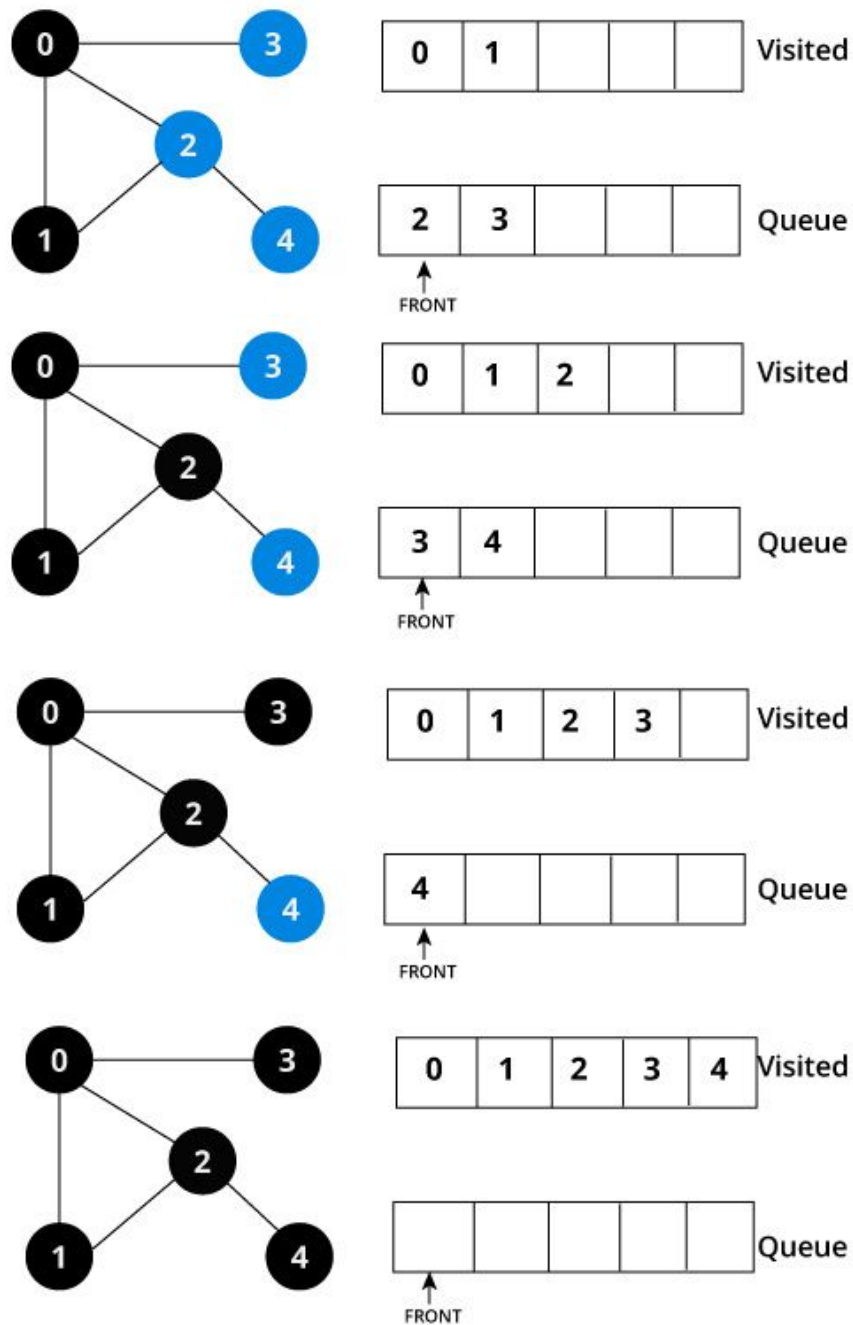 0 3 0 1 Visited
2
1 4 2 3 Queue
FRONT
0 3 0 1 2 Visited
2
1 4 3 4 Queue
FRONT
0 3 0 1 2 3 Visited
2
1 4 4 Queue
FRONT
0 3 0 1 2 3 4 Visited
2
1 4 Queue
FRONT